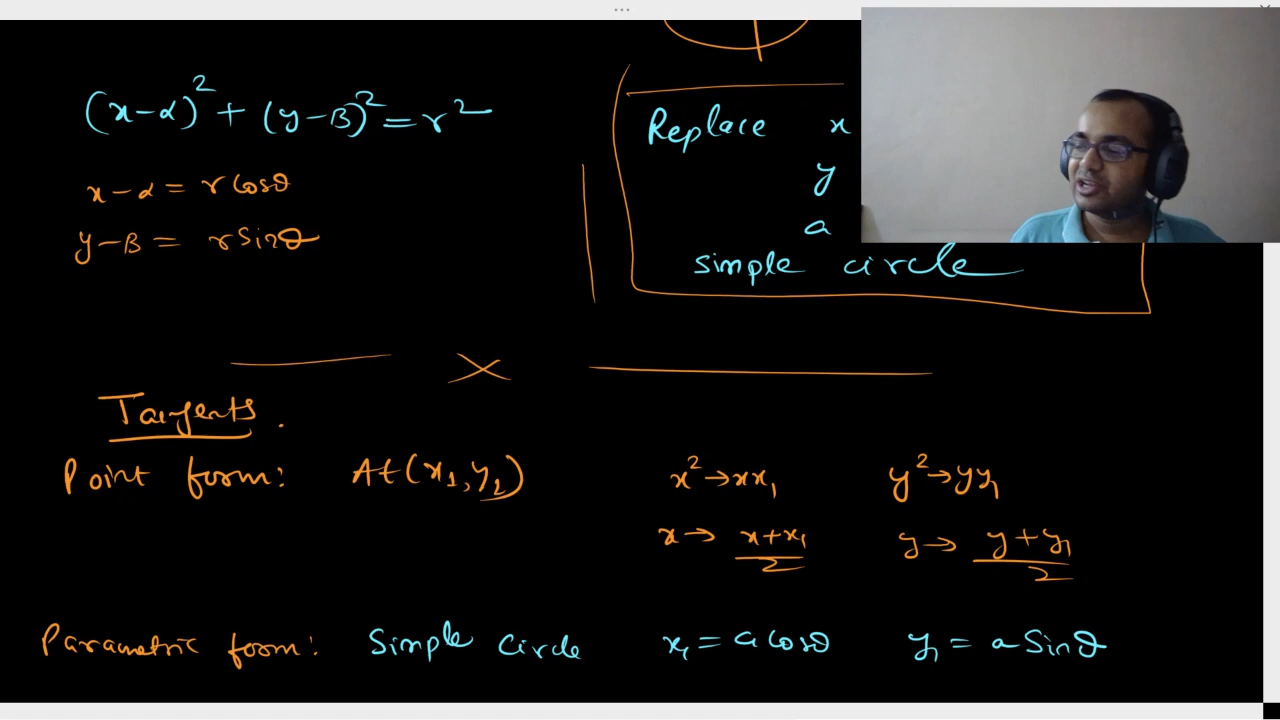 (x-α)² + (y-β)² = r²
x-α = r cosθ
y-β = r sinθ
Replace x
y
a
simple circle
Tangents.
Point form: At (x₁, y₂) x² → xx₁ y² → yy₁
x → (x+x₁)/2 y → (y+y₁)/2
Parametric form: Simple Circle x₁ = a cosθ y₁ = a Sinθ